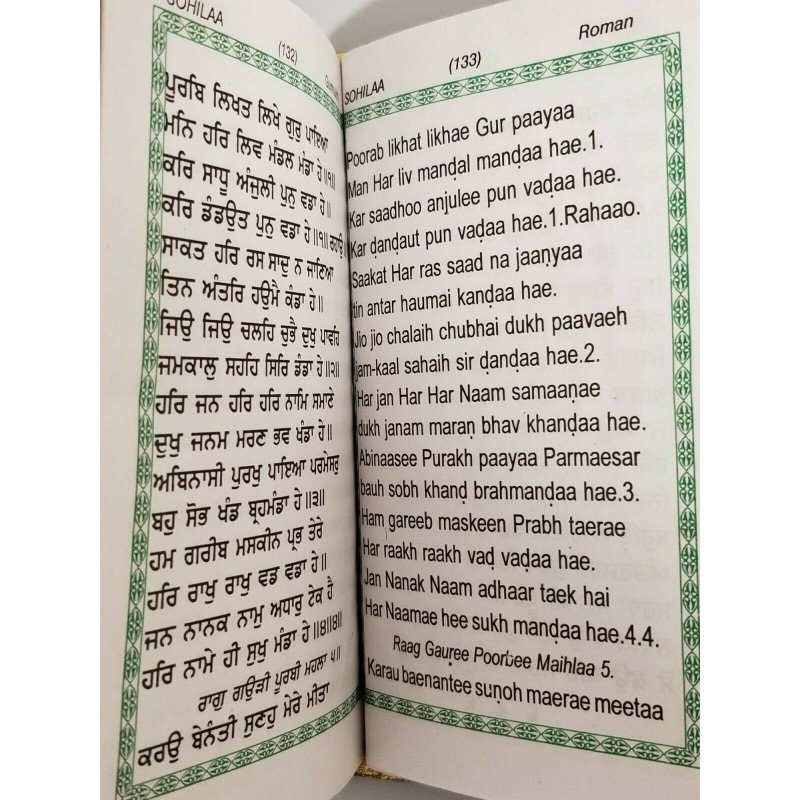 SOHILAA
(132)
ਪੂਰਬਿ ਲਿਖਤ ਲਿਖੇ ਗੁਰੁ ਪਾਇਆ
ਮਨਿ ਹਰਿ ਲਿਵ ਮੰਡਲ ਮੰਡਾ ਹੇ॥੧॥
ਕਰਿ ਸਾਧੂ ਅੰਜੁਲੀ ਪੁਨੁ ਵਡਾ ਹੇ॥
ਕਰਿ ਡੰਡਉਤ ਪੁਨੁ ਵਡਾ ਹੇ॥੧॥ ਰਹਾਉ
ਸਾਕਤ ਹਰਿ ਰਸ ਸਾਦੁ ਨ ਜਾਣਿਆ
ਤਿਨ ਅੰਤਰਿ ਹਉਮੈ ਕੰਡਾ ਹੇ॥
ਜਿਉ ਜਿਉ ਚਲਹਿ ਚੁਭੈ ਦੁਖੁ ਪਾਵਹਿ
ਜਮਕਾਲੁ ਸਹਹਿ ਸਿਰਿ ਡੰਡਾ ਹੇ॥੨॥
ਹਰਿ ਜਨ ਹਰਿ ਹਰਿ ਨਾਮਿ ਸਮਾਣੇ
ਦੁਖੁ ਜਨਮ ਮਰਣ ਭਵ ਖੰਡਾ ਹੇ॥
ਅਬਿਨਾਸੀ ਪੁਰਖੁ ਪਾਇਆ ਪਰਮੇਸਰੁ
ਬਹੁ ਸੋਭ ਖੰਡ ਬ੍ਰਹਮੰਡਾ ਹੇ॥੩॥
ਹਮ ਗਰੀਬ ਮਸਕੀਨ ਪ੍ਰਭ ਤੇਰੇ
ਹਰਿ ਰਾਖੁ ਰਾਖੁ ਵਡ ਵਡਾ ਹੇ॥
ਜਨ ਨਾਨਕ ਨਾਮੁ ਅਧਾਰੁ ਟੇਕ ਹੈ
ਹਰਿ ਨਾਮੇ ਹੀ ਸੁਖੁ ਮੰਡਾ ਹੇ॥੪॥੪॥
ਰਾਗੁ ਗਉੜੀ ਪੂਰਬੀ ਮਹਲਾ ੫॥
ਕਰਉ ਬੇਨੰਤੀ ਸੁਣਹੁ ਮੇਰੇ ਮੀਤਾ
SOHILAA
(133)
Roman
Poorab likhat likhae Gur paayaa
Man Har liv manḍal manḍaa hae.1.
Kar saadhoo anjulee pun vaḍaa hae.
Kar ḍanḍaut pun vaḍaa hae.1.Rahaao.
Saakat Har ras saad na jaaṇyaa
tin antar haumai kanḍaa hae.
Jio jio chalaih chubhai dukh paavaeh
jam-kaal sahaih sir ḍanḍaa hae.2.
Har jan Har Har Naam samaaṇae
dukh janam maraṇ bhav khanḍaa hae.
Abinaasee Purakh paayaa Parmaesar
bauh sobh khanḍ brahmanḍaa hae.3.
Ham gareeb maskeen Prabh taerae
Har raakh raakh vaḍ vaḍaa hae.
Jan Nanak Naam adhaar taek hai
Har Naamae hee sukh manḍaa hae.4.4.
Raag Gauṛee Poorbee Maihlaa 5.
Karau baenantee suṇoh maerae meetaa